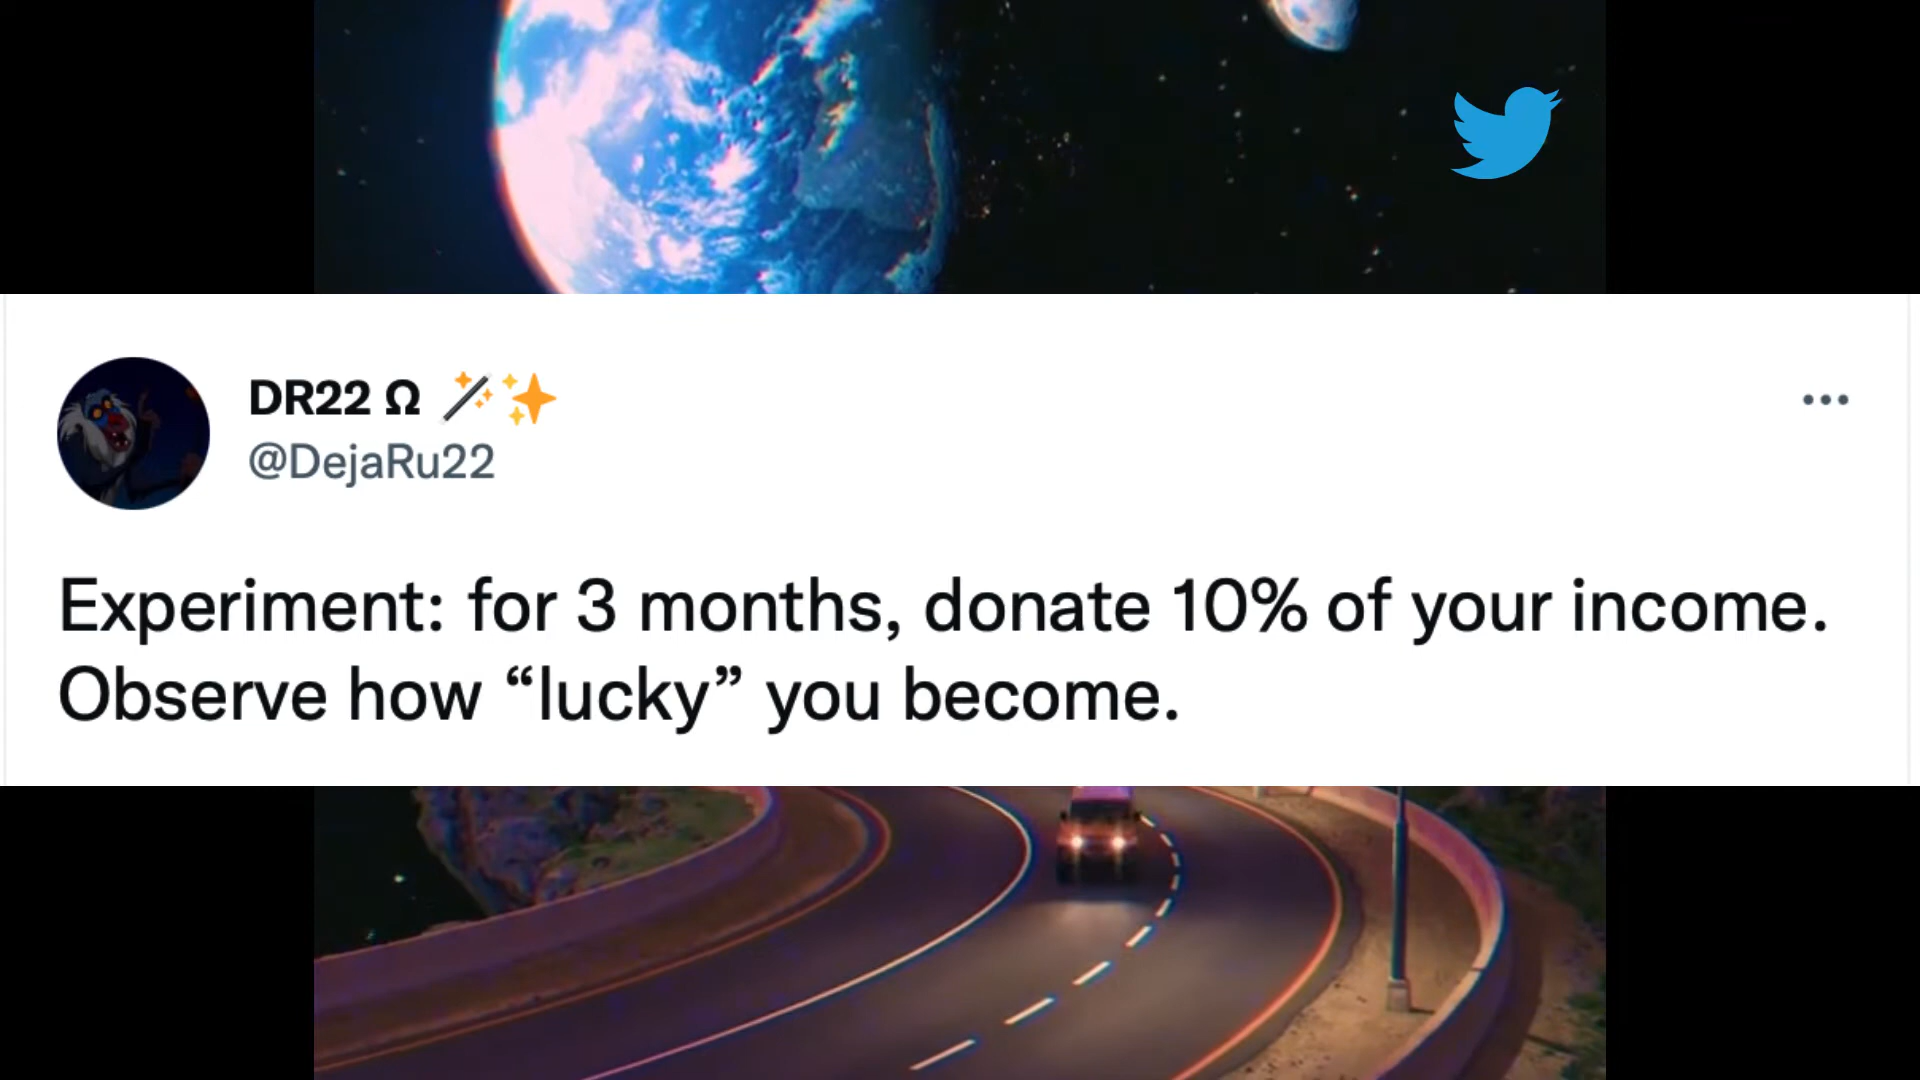 DR22 Ω 🪄✨
@DejaRu22
Experiment: for 3 months, donate 10% of your income.
Observe how “lucky” you become.